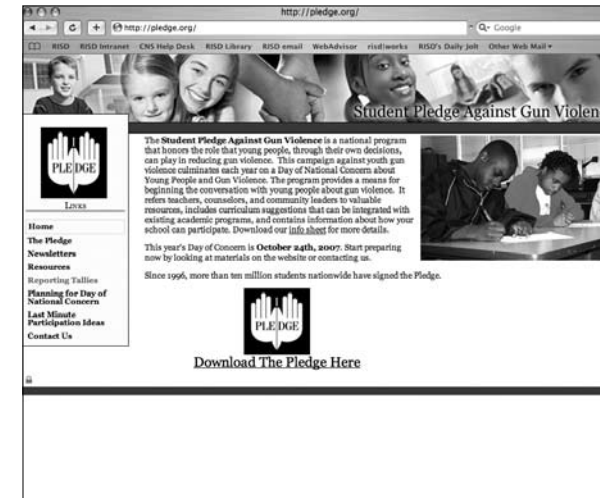 http://pledge.org/
http://pledge.org/
Google
RISD RISD Intranet CNS Help Desk RISD Library RISD email WebAdvisor risd|works RISD's Daily Jolt Other Web Mail
Student Pledge Against Gun Violen
PLEDGE
LINKS
Home
The Pledge
Newsletters
Resources
Reporting Tallies
Planning for Day of
National Concern
Last Minute
Participation Ideas
Contact Us
The Student Pledge Against Gun Violence is a national program
that honors the role that young people, through their own decisions,
can play in reducing gun violence. This campaign against youth gun
violence culminates each year on a Day of National Concern about
Young People and Gun Violence. The program provides a means for
beginning the conversation with young people about gun violence. It
refers teachers, counselors, and community leaders to valuable
resources, includes curriculum suggestions that can be integrated with
existing academic programs, and contains information about how your
school can participate. Download our info sheet for more details.
This year's Day of Concern is October 24th, 2007. Start preparing
now by looking at materials on the website or contacting us.
Since 1996, more than ten million students nationwide have signed the Pledge.
PLEDGE
Download The Pledge Here